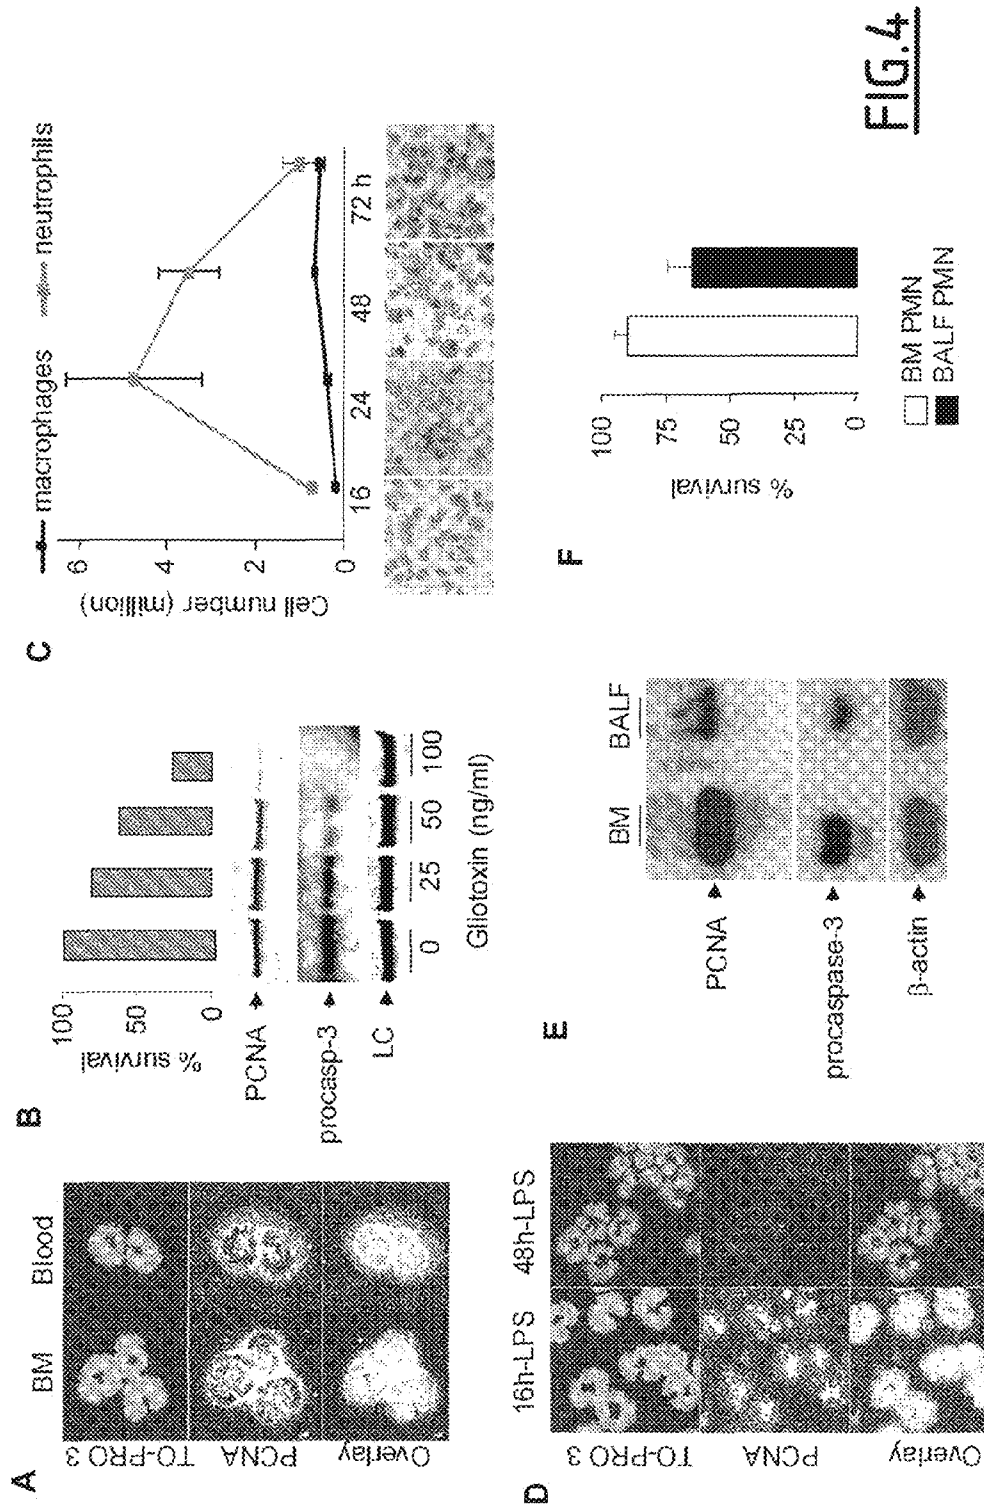 A
BM
Blood
TO-PRO 3
PCNA
Overlay
B
% survival
100
50
0
PCNA
procasp-3
LC
0
25
50
100
Gliotoxin (ng/ml)
C
macrophages
neutrophils
Cell number (million)
6
4
2
0
16
24
48
72 h
D
16h-LPS
48h-LPS
TO-PRO 3
PCNA
Overlay
E
BM
BALF
PCNA
procaspase-3
β-actin
F
% survival
100
75
50
25
0
BM PMN
BALF PMN
FIG.4